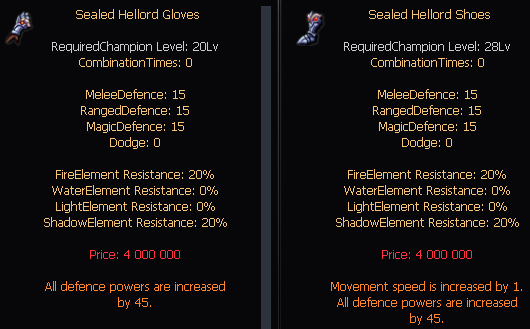 Sealed Hellord Gloves
RequiredChampion Level: 20Lv
CombinationTimes: 0
MeleeDefence: 15
RangedDefence: 15
MagicDefence: 15
Dodge: 0
FireElement Resistance: 20%
WaterElement Resistance: 0%
LightElement Resistance: 0%
ShadowElement Resistance: 20%
Price: 4 000 000
All defence powers are increased
by 45.
Sealed Hellord Shoes
RequiredChampion Level: 28Lv
CombinationTimes: 0
MeleeDefence: 15
RangedDefence: 15
MagicDefence: 15
Dodge: 0
FireElement Resistance: 20%
WaterElement Resistance: 0%
LightElement Resistance: 0%
ShadowElement Resistance: 20%
Price: 4 000 000
Movement speed is increased by 1.
All defence powers are increased
by 45.